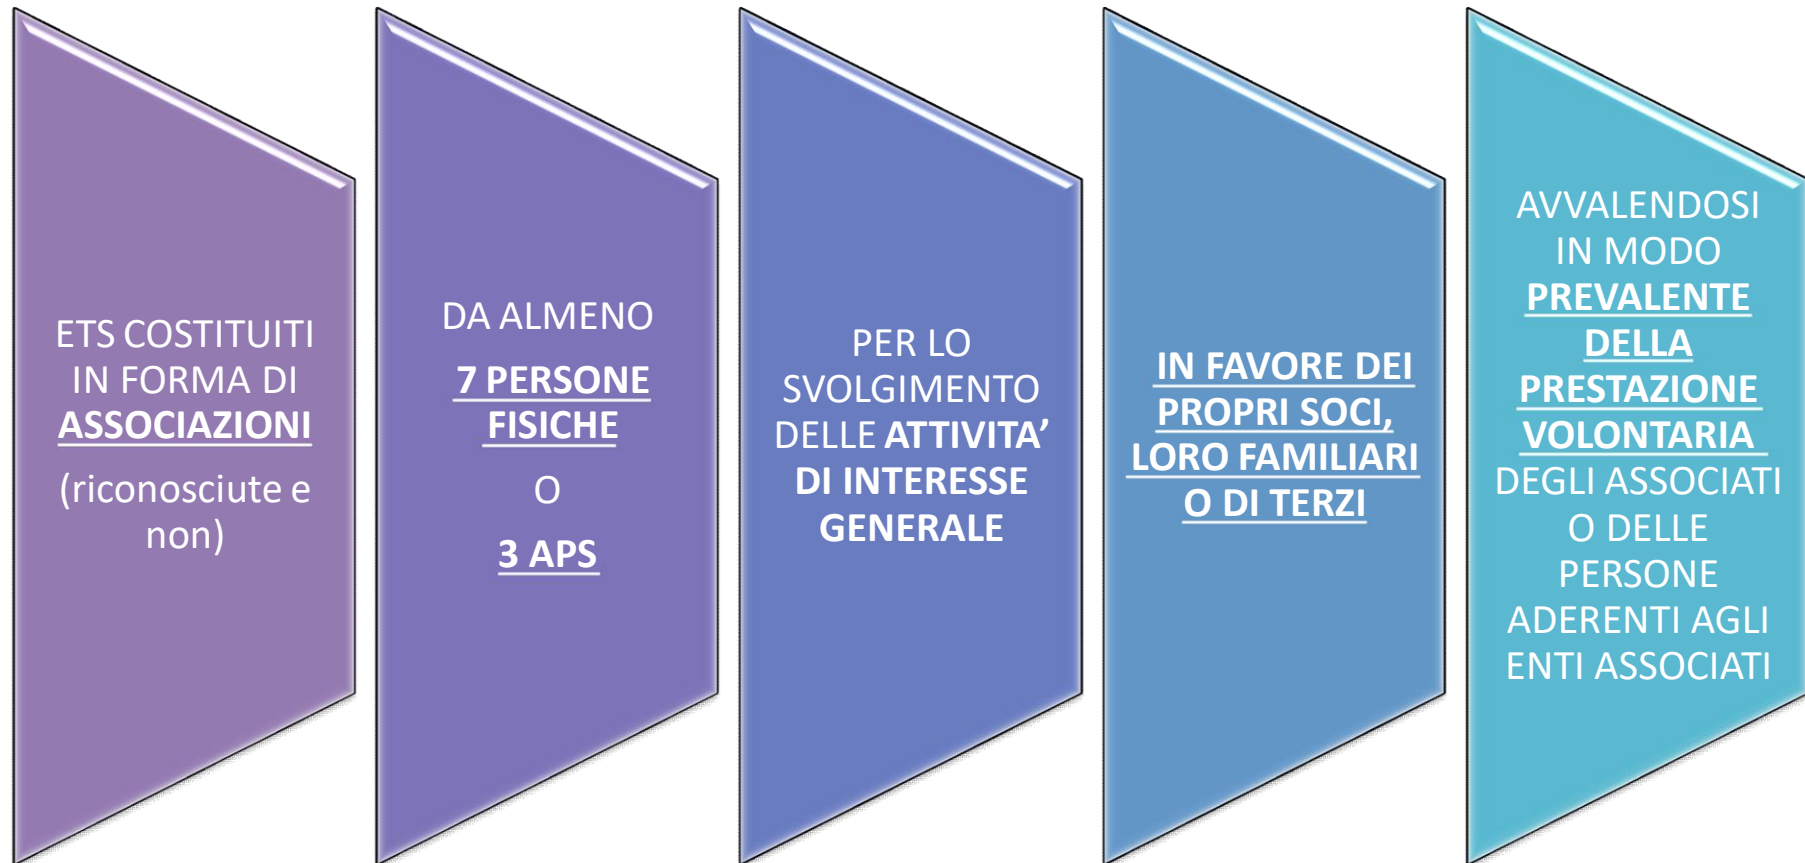 ETS COSTITUITI
IN FORMA DI
ASSOCIAZIONI
(riconosciute e
non)
DA ALMENO
7 PERSONE
FISICHE
O
3 APS
PER LO
SVOLGIMENTO
DELLE ATTIVITA’
DI INTERESSE
GENERALE
IN FAVORE DEI
PROPRI SOCI,
LORO FAMILIARI
O DI TERZI
AVVALENDOSI
IN MODO
PREVALENTE
DELLA
PRESTAZIONE
VOLONTARIA
DEGLI ASSOCIATI
O DELLE
PERSONE
ADERENTI AGLI
ENTI ASSOCIATI